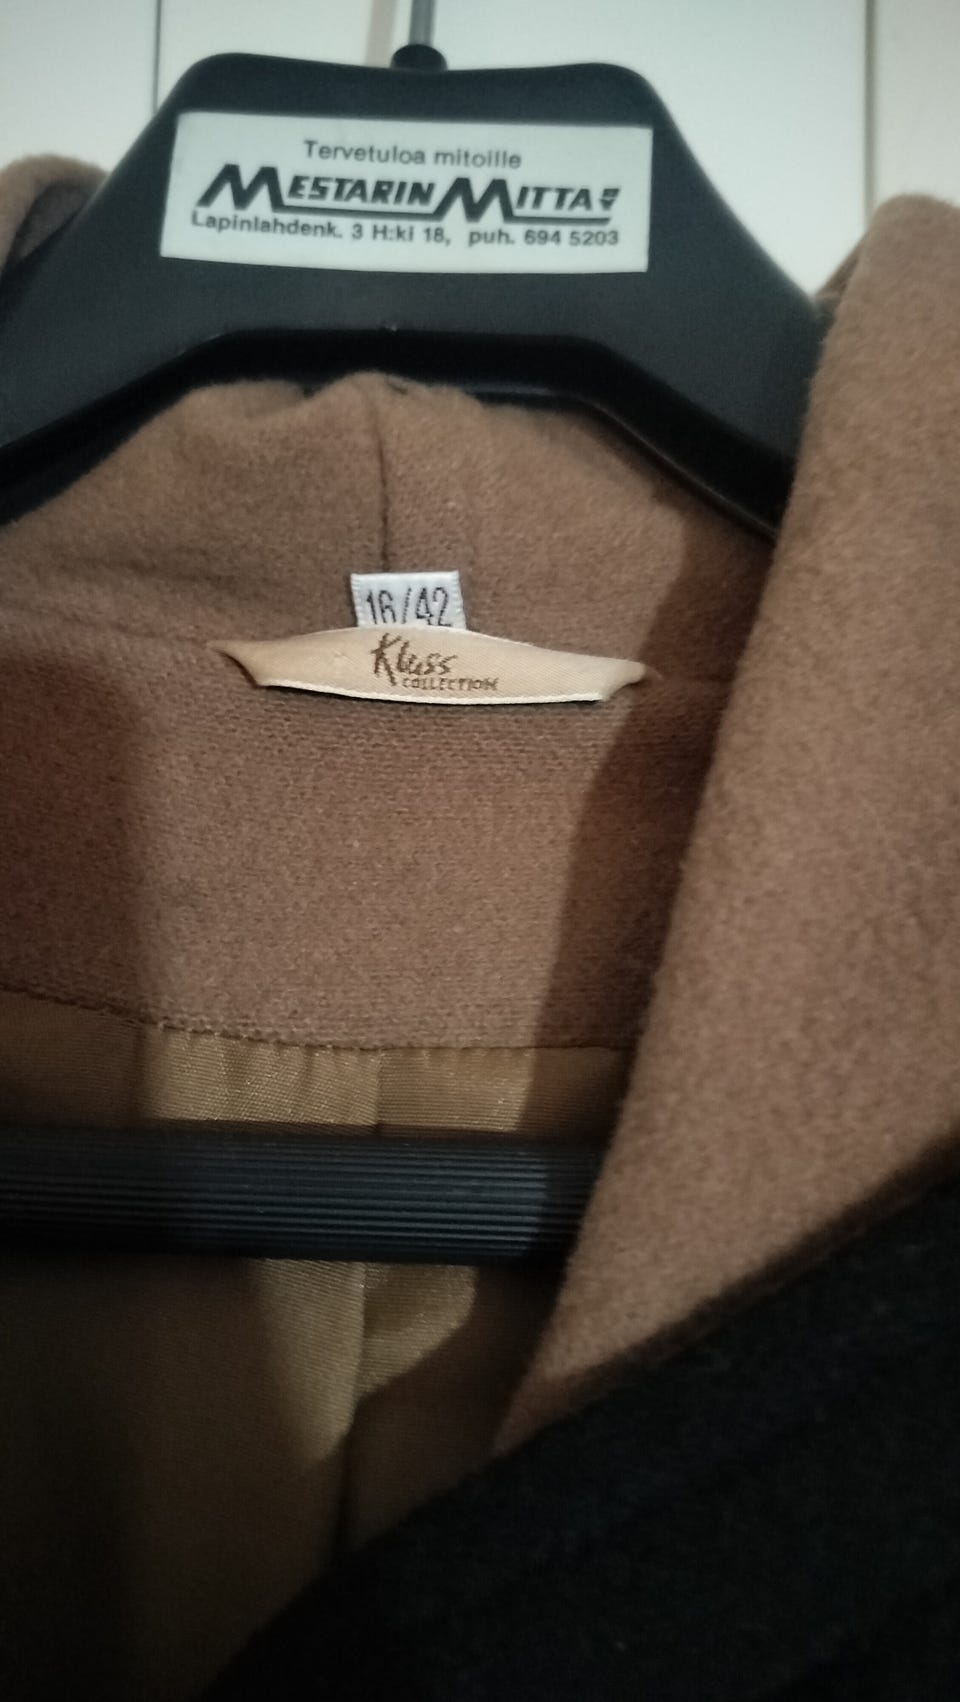 Tervetuloa mitoille
MESTARIN MITTA
Lapinlahdenk. 3 H:ki 18, puh. 694 5203
16/42
Kluss
COLLECTION